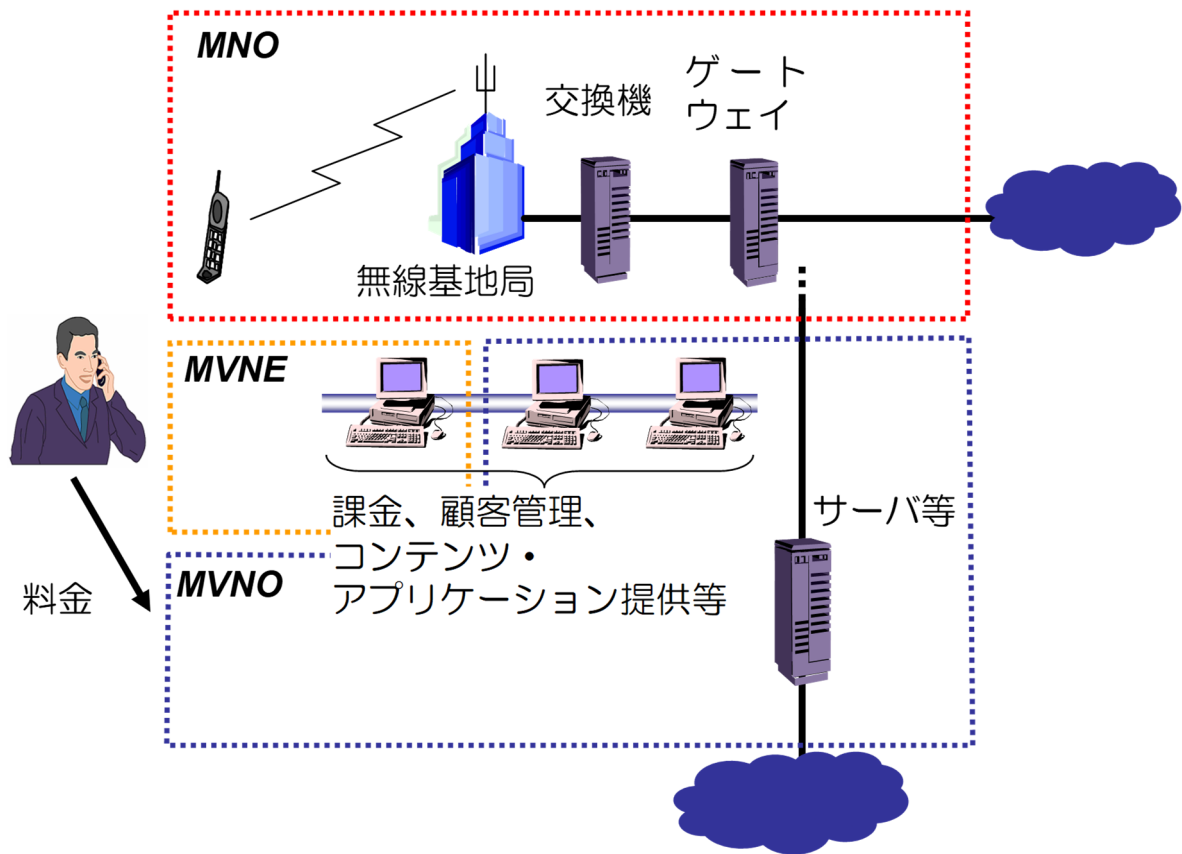 MNO
交換機
ゲート
ウェイ
無線基地局
MVNE
課金、顧客管理、
コンテンツ・
アプリケーション提供等
サーバ等
MVNO
料金